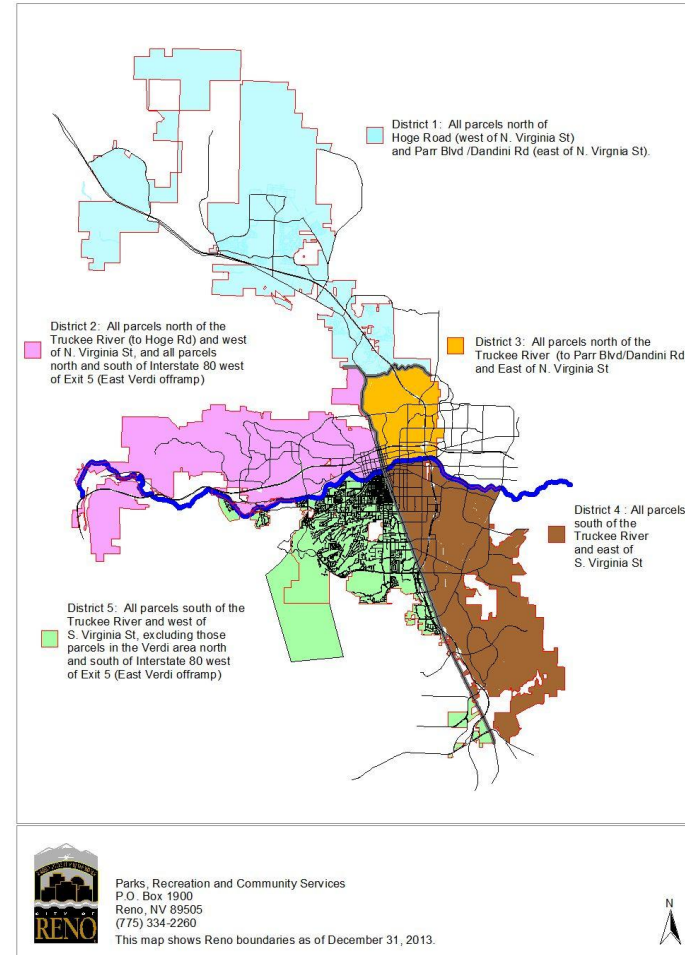 District 1: All parcels north of
Hoge Road (west of N. Virginia St)
and Parr Blvd /Dandini Rd (east of N. Virgnia St).
District 2: All parcels north of the
Truckee River (to Hoge Rd) and west
of N. Virginia St, and all parcels
north and south of Interstate 80 west
of Exit 5 (East Verdi offramp)
District 3: All parcels north of the
Truckee River (to Parr Blvd/Dandini Rd
and East of N. Virginia St
District 4 : All parcels
south of the
Truckee River
and east of
S. Virginia St
District 5: All parcels south of the
Truckee River and west of
S. Virginia St, excluding those
parcels in the Verdi area north
and south of Interstate 80 west
of Exit 5 (East Verdi offramp)
CITY OF
RENO
Parks, Recreation and Community Services
P.O. Box 1900
Reno, NV 89505
(775) 334-2260
This map shows Reno boundaries as of December 31, 2013.
N